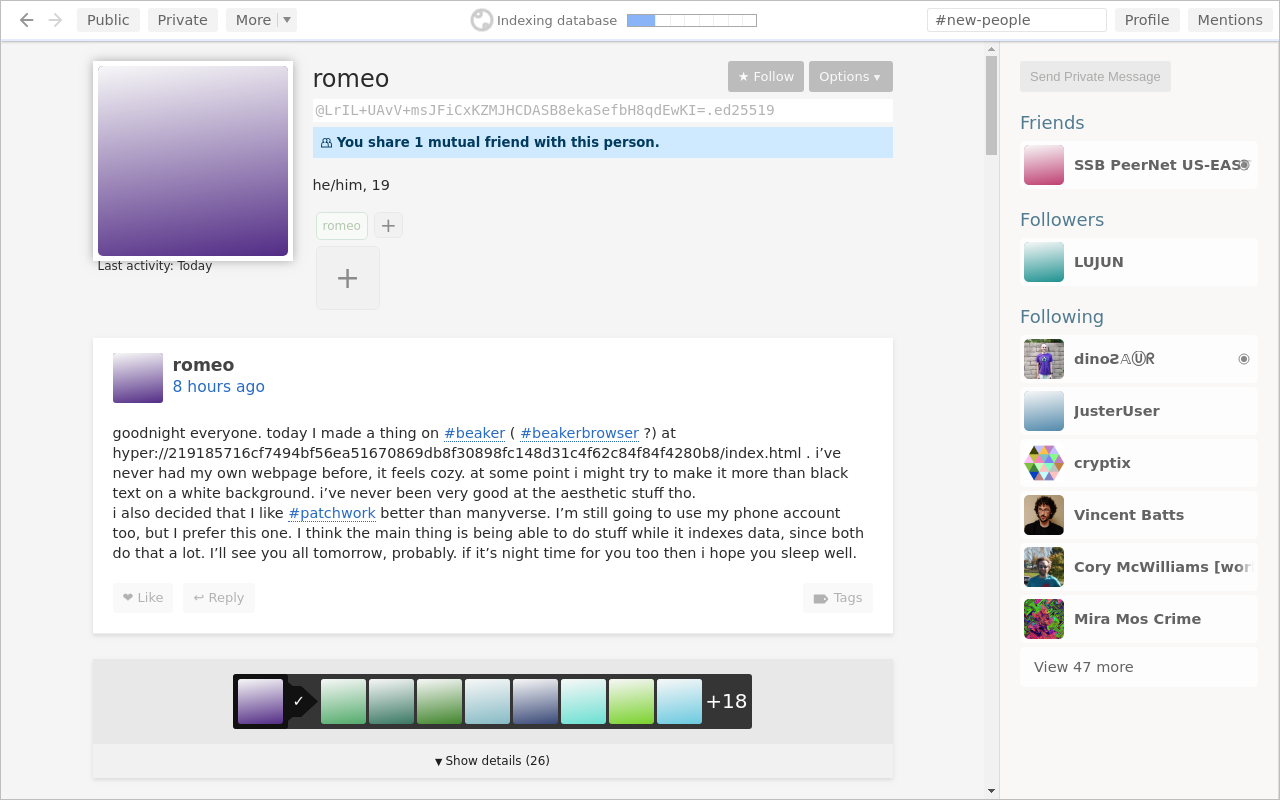 Public Private More ▼ Indexing database #new-people Profile Mentions
romeo
★ Follow Options ▾
@LrIL+UAvV+msJFiCxKZMJHCDASB8ekaSefbH8qdEwKI=.ed25519
You share 1 mutual friend with this person.
he/him, 19
romeo +
+
Last activity: Today
romeo
8 hours ago
goodnight everyone. today I made a thing on #beaker ( #beakerbrowser ?) at
hyper://219185716cf7494bf56ea51670869db8f30898fc148d31c4f62c84f84f4280b8/index.html . i’ve
never had my own webpage before, it feels cozy. at some point i might try to make it more than black
text on a white background. i’ve never been very good at the aesthetic stuff tho.
i also decided that I like #patchwork better than manyverse. I’m still going to use my phone account
too, but I prefer this one. I think the main thing is being able to do stuff while it indexes data, since both
do that a lot. I’ll see you all tomorrow, probably. if it’s night time for you too then i hope you sleep well.
❤ Like ↩ Reply Tags
✓ +18
▼ Show details (26)
Send Private Message
Friends
SSB PeerNet US-EAS
Followers
LUJUN
Following
dinoƧ𝔸Ⓤᖇ
JusterUser
cryptix
Vincent Batts
Cory McWilliams [wor
Mira Mos Crime
View 47 more